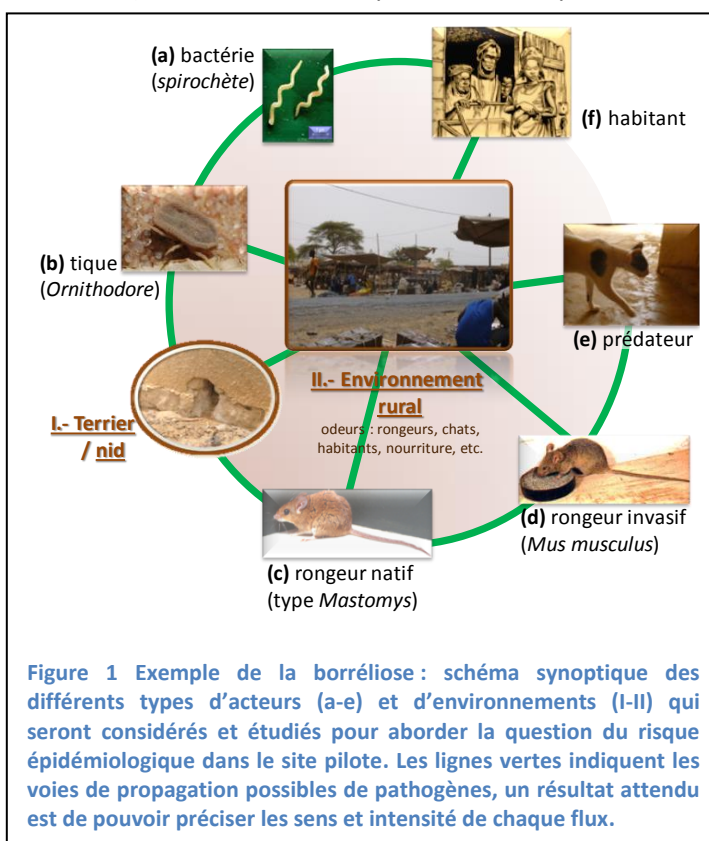 (a) bactérie
(spirochète)
(f) habitant
(b) tique
(Ornithodore)
(e) prédateur
I.- Terrier
/ nid
II.- Environnement
rural
odeurs : rongeurs, chats,
habitants, nourriture, etc.
(d) rongeur invasif
(Mus musculus)
(c) rongeur natif
(type Mastomys)
Figure 1 Exemple de la borréliose : schéma synoptique des
différents types d’acteurs (a-e) et d’environnements (I-II) qui
seront considérés et étudiés pour aborder la question du risque
épidémiologique dans le site pilote. Les lignes vertes indiquent les
voies de propagation possibles de pathogènes, un résultat attendu
est de pouvoir préciser les sens et intensité de chaque flux.